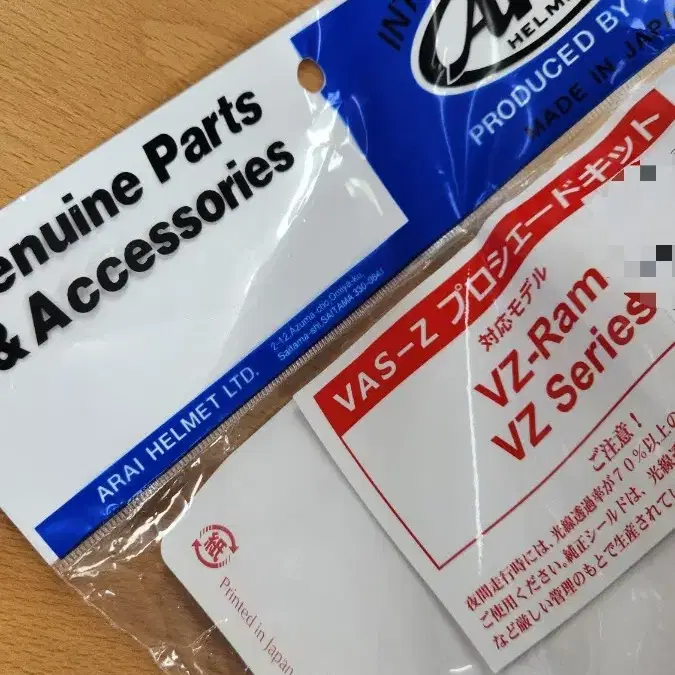 enuine Parts
& Accessories
2-12, Azuma-cho, Omiya-ku,
Saitama-shi, SAITAMA 330-0841
ARAI HELMET LTD.
HELME
PRODUCED BY
MADE IN JAPA
VAS-Z プロシェードキット
対応モデル
VZ-Ram
VZ Series
ご注意！
夜間走行時には、光線透過率が70%以上の
ご使用ください。純正シールドは、光線透
など厳しい管理のもとで生産されてい
紙
Printed in Japan